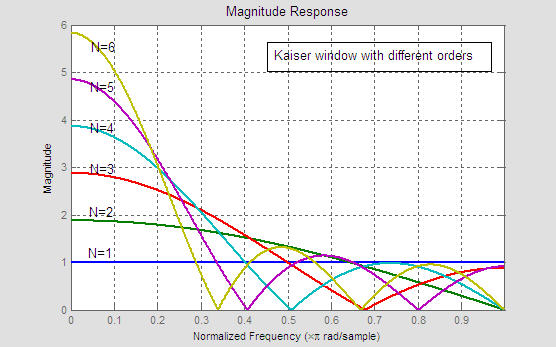 Magnitude Response
Kaiser window with different orders
6
5
4
3
2
1
0
Magnitude
N=6
N=5
N=4
N=3
N=2
N=1
0 0.1 0.2 0.3 0.4 0.5 0.6 0.7 0.8 0.9
Normalized Frequency (×π rad/sample)